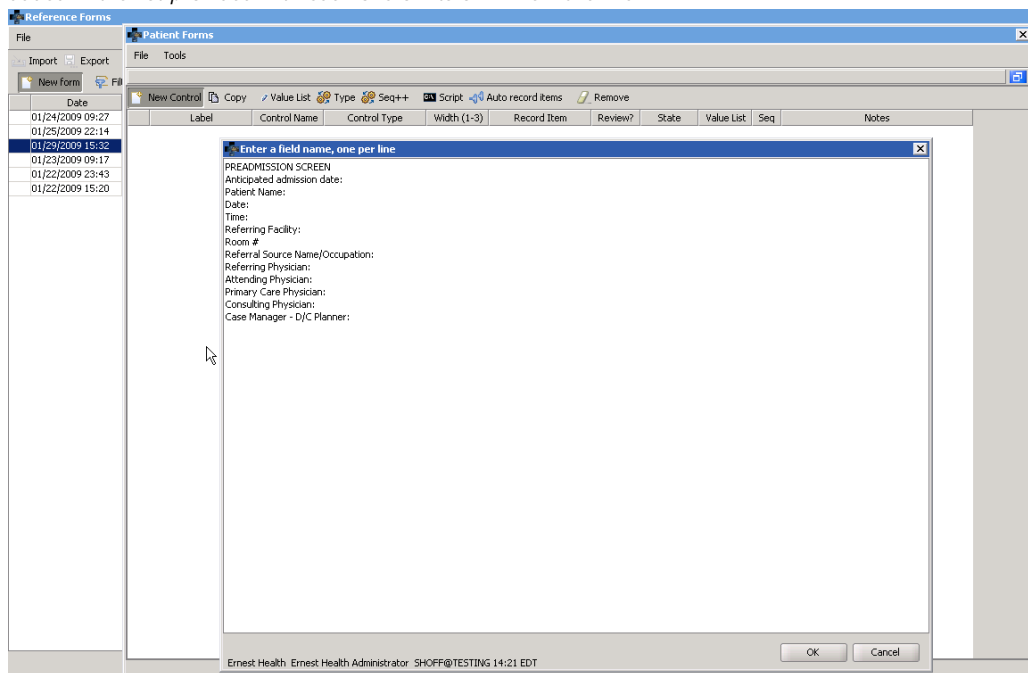 Reference Forms
File
Import Export
New form Fil
Date
01/24/2009 09:27
01/25/2009 22:14
01/29/2009 15:32
01/23/2009 09:17
01/22/2009 23:43
01/22/2009 15:20
Patient Forms
File Tools
New Control Copy Value List Type Seq++ Script Auto record items Remove
Label Control Name Control Type Width (1-3) Record Item Review? State Value List Seq Notes
Enter a field name, one per line
PREADMISSION SCREEN
Anticipated admission date:
Patient Name:
Date:
Time:
Referring Facility:
Room #
Referral Source Name/Occupation:
Referring Physician:
Attending Physician:
Primary Care Physician:
Consulting Physician:
Case Manager - D/C Planner:
OK Cancel
Ernest Health Ernest Health Administrator SHOFF@TESTING 14:21 EDT